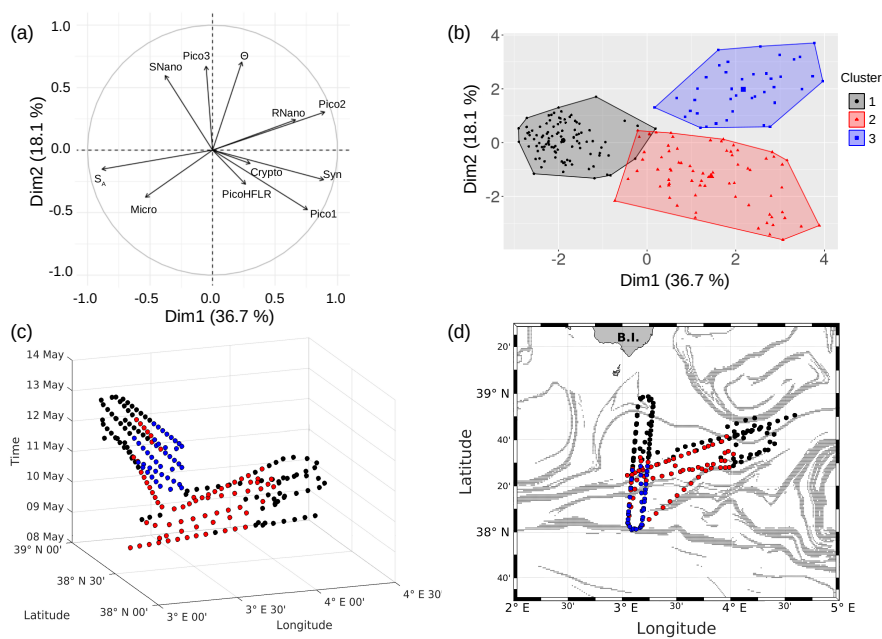 (a)
1.0
0.5
0.0
-0.5
-1.0
Dim2 (18.1 %)
Pico3
Θ
SNano
RNano
Pico2
Crypto
Syn
S_A
PicoHFLR
Micro
Pico1
-1.0 -0.5 0.0 0.5 1.0
Dim1 (36.7 %)
(b)
4
2
0
-2
Dim2 (18.1 %)
-2 0 2 4
Dim1 (36.7 %)
Cluster
1
2
3
(c)
14 May
13 May
12 May
11 May
10 May
09 May
08 May
Time
39° N 00'
38° N 30'
38° N 00'
Latitude
3° E 00'
3° E 30'
4° E 00'
4° E 30'
Longitude
(d)
B.I.
20'
39° N
40'
20'
38° N
40'
Latitude
2° E 30' 3° E 30' 4° E 30' 5° E
Longitude